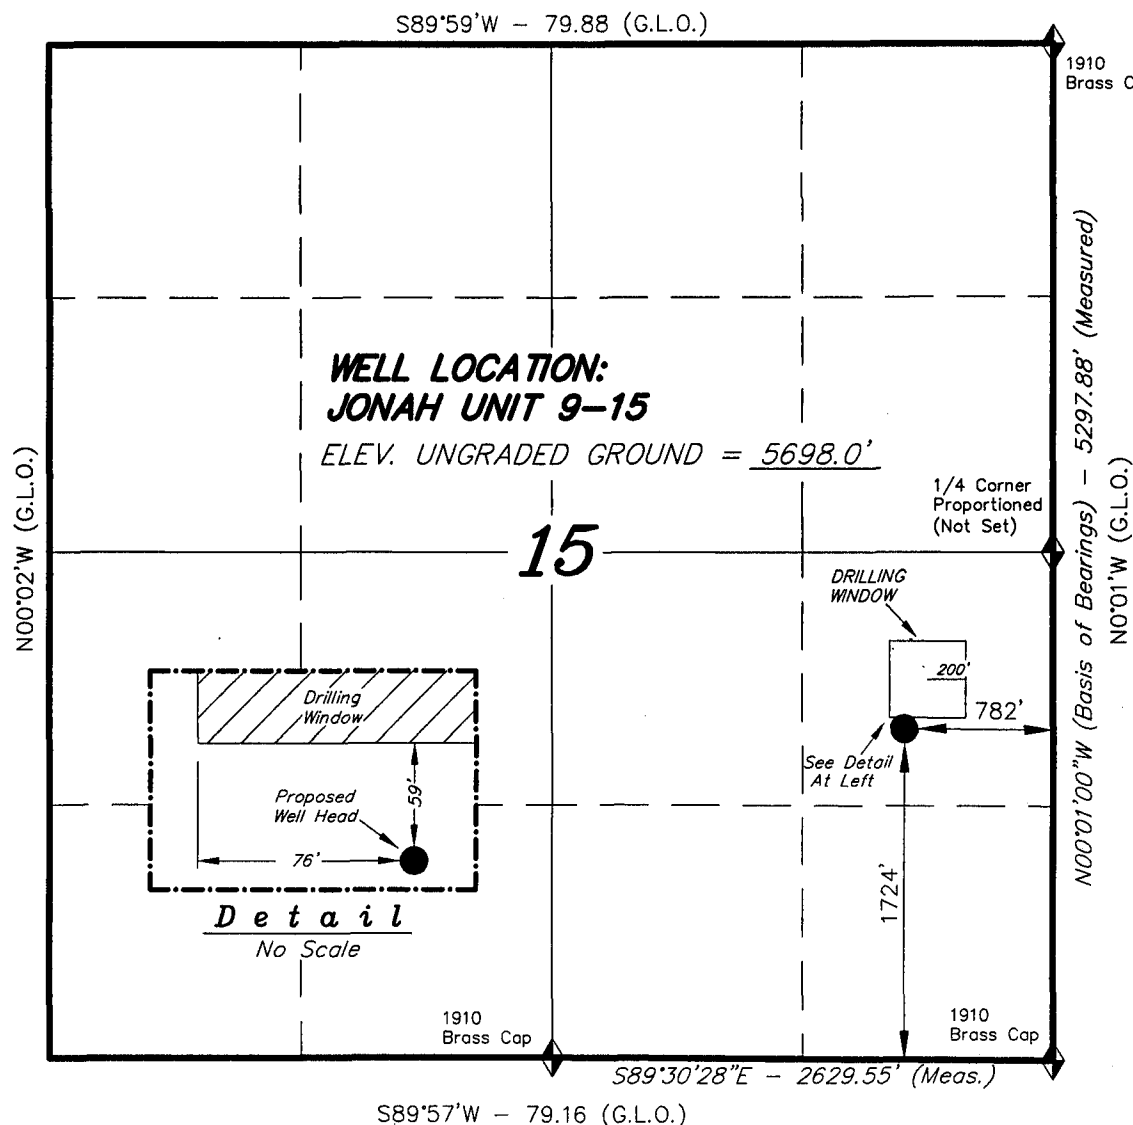 S89°59'W – 79.88 (G.L.O.)
1910
Brass C
WELL LOCATION:
JONAH UNIT 9–15
ELEV. UNGRADED GROUND = 5698.0'
N00°02'W (G.L.O.)
15
1/4 Corner
Proportioned
(Not Set)
N00°01'00"W (Basis of Bearings) – 5297.88' (Measured)
N0°01'W (G.L.O.)
DRILLING
WINDOW
200'
782'
See Detail
At Left
1724'
Drilling
Window
59'
Proposed
Well Head
76'
Detail
No Scale
1910
Brass Cap
1910
Brass Cap
S89°30'28"E – 2629.55' (Meas.)
S89°57'W – 79.16 (G.L.O.)